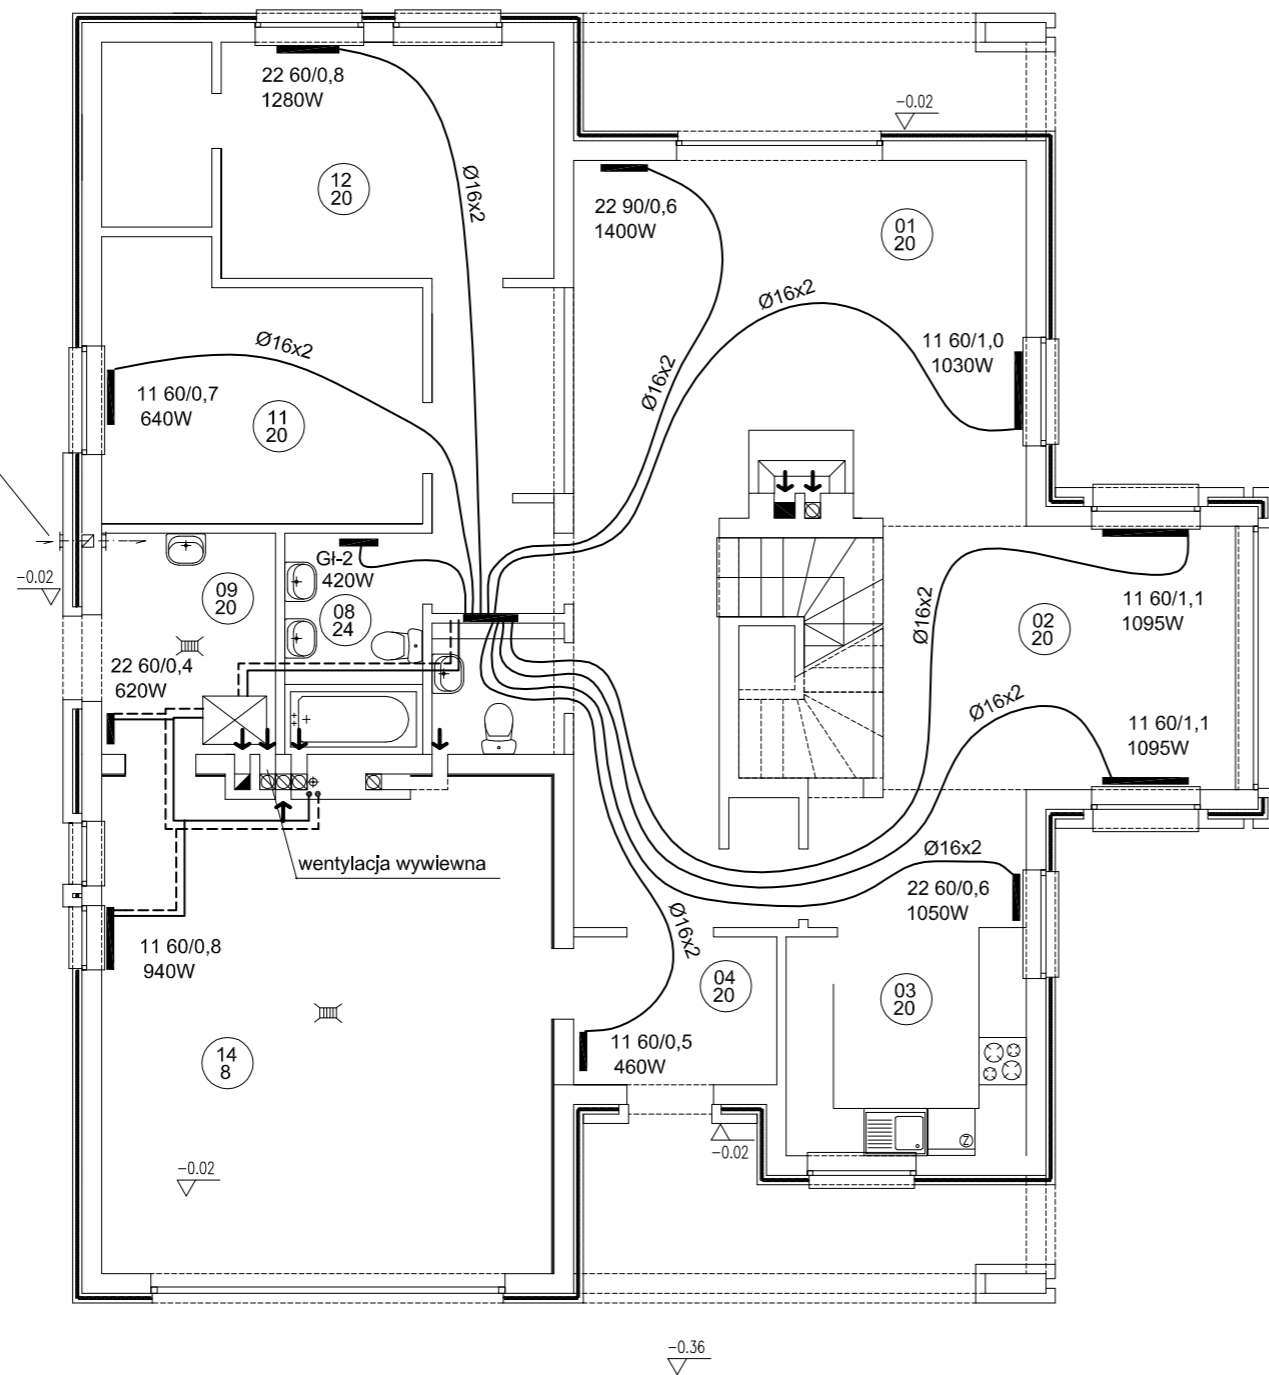 22 60/0,8
1280W
-0.02
12
20
Ø16x2
22 90/0,6
1400W
01
20
Ø16x2
Ø16x2
11 60/1,0
1030W
Ø16x2
11 60/0,7
640W
11
20
Gł-2
420W
-0.02
09
20
08
24
Ø16x2
11 60/1,1
1095W
02
20
22 60/0,4
620W
Ø16x2
11 60/1,1
1095W
wentylacja wywiewna
Ø16x2
22 60/0,6
1050W
Ø16x2
11 60/0,8
940W
04
20
03
20
11 60/0,5
460W
14
8
Z
-0.02
-0.02
-0.36